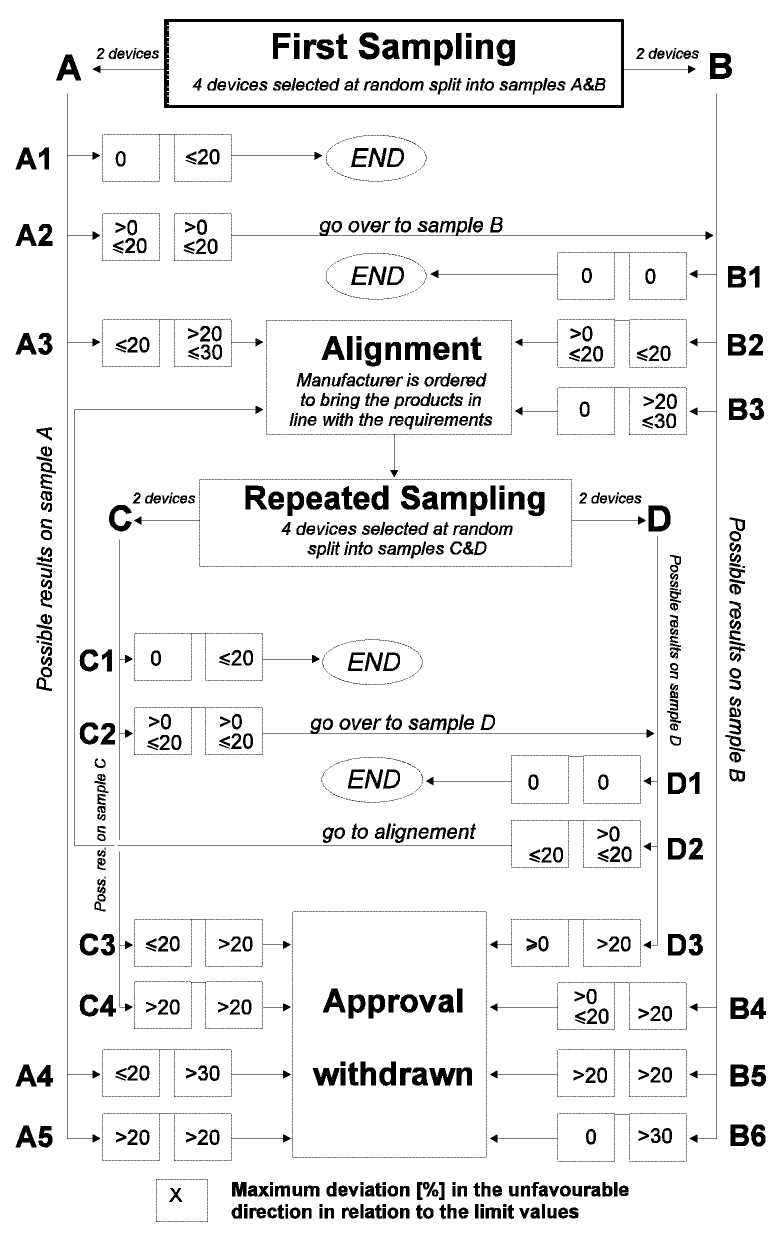 First Sampling
4 devices selected at random split into samples A&B
2 devices
2 devices
A
B
A1
0
≤20
END
A2
>0
≤20
>0
≤20
go over to sample B
END
0
0
B1
A3
≤20
>20
≤30
Alignment
Manufacturer is ordered
to bring the products in
line with the requirements
>0
≤20
≤20
B2
0
>20
≤30
B3
Possible results on sample A
Possible results on sample B
Repeated Sampling
4 devices selected at random
split into samples C&D
2 devices
2 devices
C
D
Poss. res. on sample C
Possible results on sample D
C1
0
≤20
END
C2
>0
≤20
>0
≤20
go over to sample D
END
0
0
D1
go to alignement
≤20
>0
≤20
D2
C3
≤20
>20
Approval
withdrawn
≥0
>20
D3
C4
>20
>20
>0
≤20
>20
B4
A4
≤20
>30
>20
>20
B5
A5
>20
>20
0
>30
B6
X
Maximum deviation [%] in the unfavourable
direction in relation to the limit values